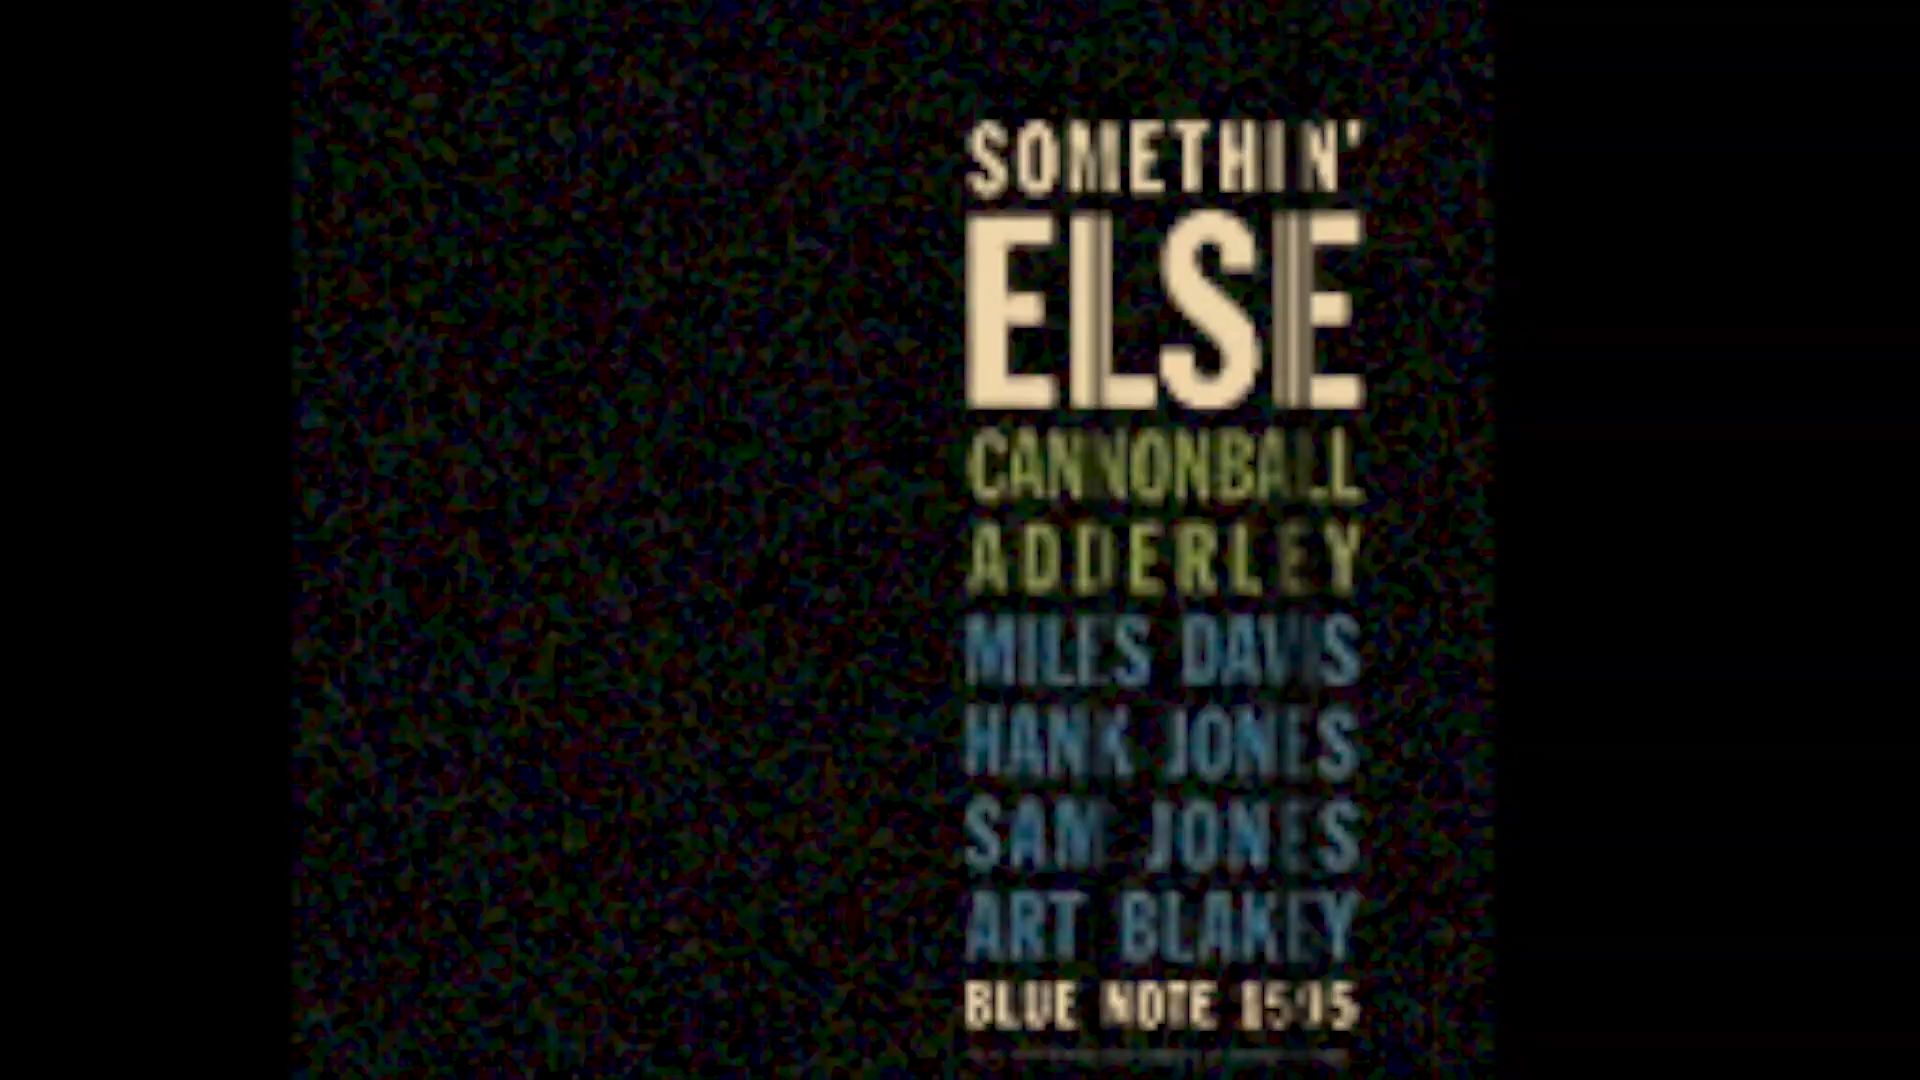 SOMETHIN'
ELSE
CANNONBALL
ADDERLEY
MILES DAVIS
HANK JONES
SAM JONES
ART BLAKEY
BLUE NOTE 1595